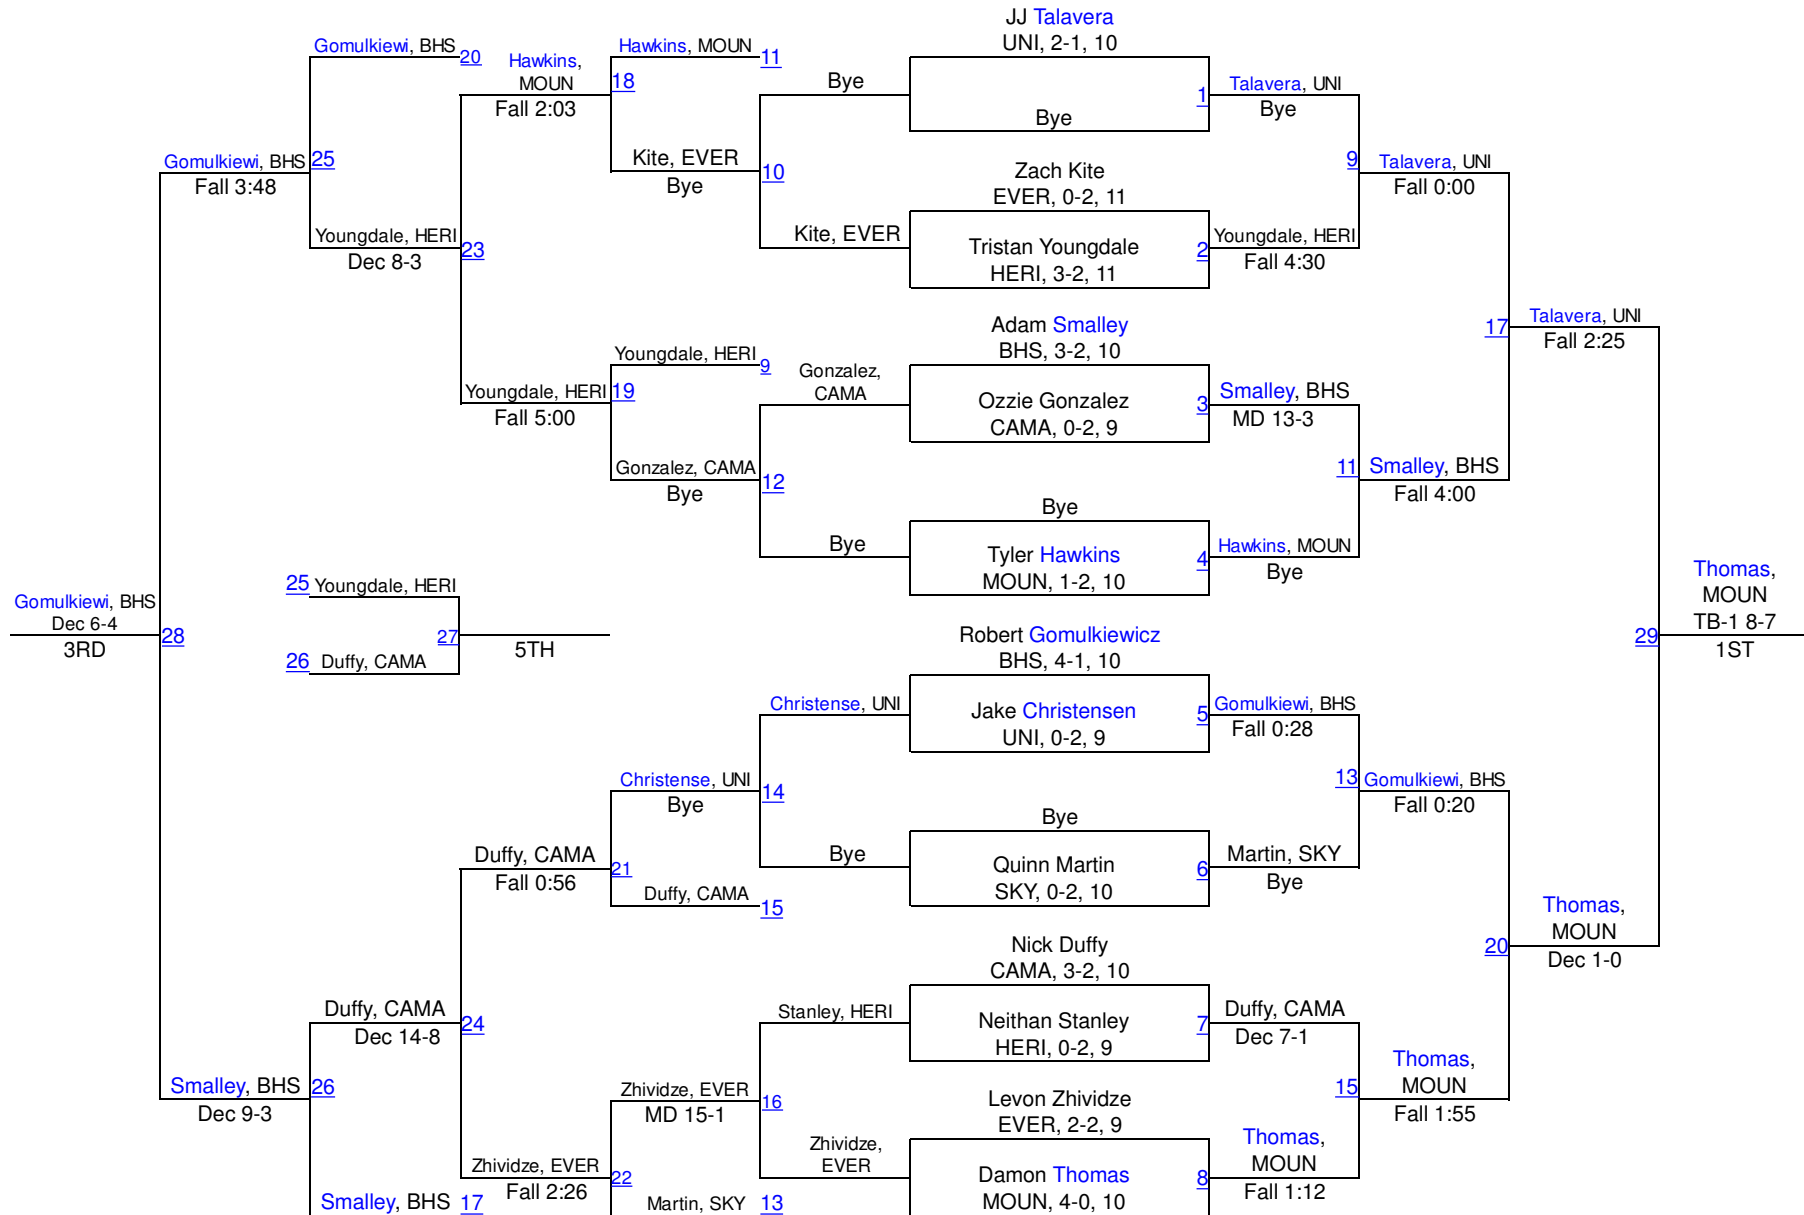 JJ Talavera
UNI, 2-1, 10
Gomulkiewi, BHS
20
Hawkins,
MOUN
Fall 2:03
Hawkins, MOUN
11
18
Bye
Bye
1
Talavera, UNI
Bye
Gomulkiewi, BHS
25
Fall 3:48
Kite, EVER
Bye
10
Zach Kite
EVER, 0-2, 11
9
Talavera, UNI
Fall 0:00
Youngdale, HERI
Dec 8-3
23
Kite, EVER
Tristan Youngdale
HERI, 3-2, 11
2
Youngdale, HERI
Fall 4:30
Adam Smalley
BHS, 3-2, 10
17
Talavera, UNI
Fall 2:25
Youngdale, HERI
9
Gonzalez,
CAMA
Youngdale, HERI
19
Fall 5:00
Ozzie Gonzalez
CAMA, 0-2, 9
3
Smalley, BHS
MD 13-3
Gonzalez, CAMA
Bye
12
11
Smalley, BHS
Fall 4:00
Bye
Bye
Tyler Hawkins
MOUN, 1-2, 10
4
Hawkins, MOUN
Bye
25
Youngdale, HERI
Gomulkiewi, BHS
Dec 6-4
3RD
28
27
5TH
26
Duffy, CAMA
Thomas,
MOUN
TB-1 8-7
29
1ST
Robert Gomulkiewicz
BHS, 4-1, 10
Christense, UNI
Jake Christensen
UNI, 0-2, 9
5
Gomulkiewi, BHS
Fall 0:28
Christense, UNI
Bye
14
13
Gomulkiewi, BHS
Fall 0:20
Bye
Duffy, CAMA
Fall 0:56
21
Bye
Quinn Martin
SKY, 0-2, 10
6
Martin, SKY
Bye
Duffy, CAMA
15
Nick Duffy
CAMA, 3-2, 10
20
Thomas,
MOUN
Dec 1-0
Duffy, CAMA
Dec 14-8
24
Stanley, HERI
Neithan Stanley
HERI, 0-2, 9
7
Duffy, CAMA
Dec 7-1
Smalley, BHS
Dec 9-3
26
Zhividze, EVER
MD 15-1
16
Levon Zhividze
EVER, 2-2, 9
15
Thomas,
MOUN
Fall 1:55
Zhividze, EVER
Fall 2:26
22
Zhividze,
EVER
Damon Thomas
MOUN, 4-0, 10
8
Thomas,
MOUN
Fall 1:12
Smalley, BHS
17
Martin, SKY
13